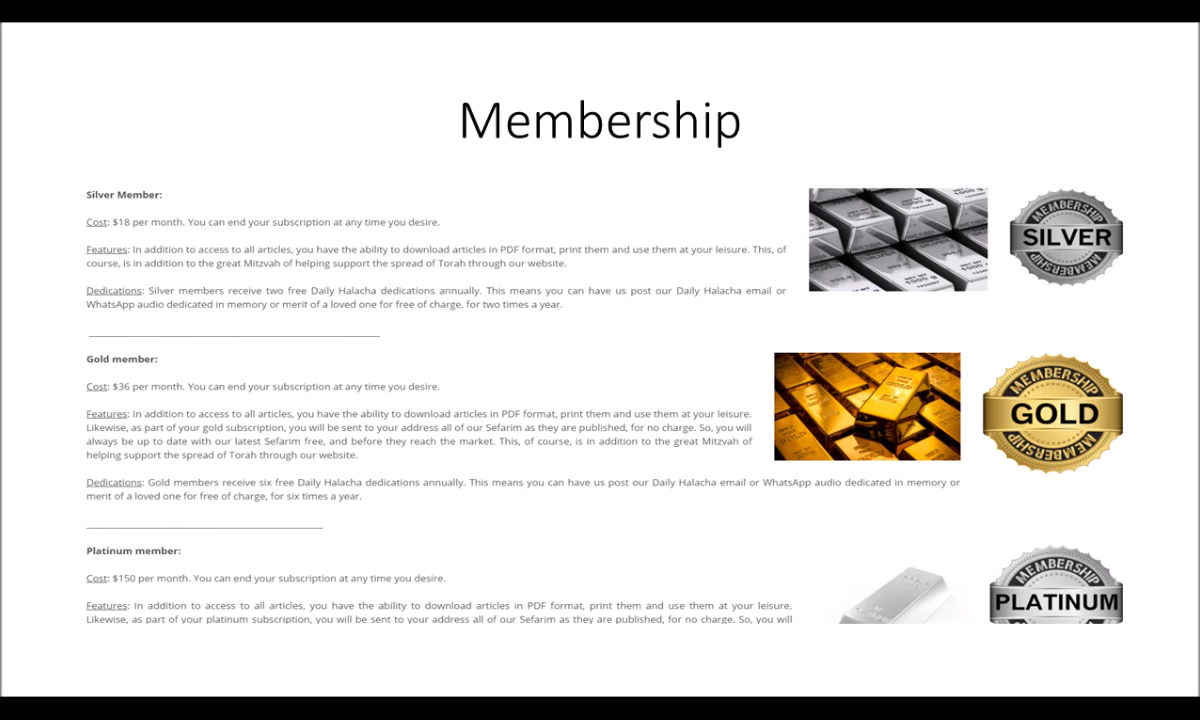 Membership
Silver Member:
Cost: $18 per month. You can end your subscription at any time you desire.
Features: In addition to access to all articles, you have the ability to download articles in PDF format, print them and use them at your leisure. This, of
course, is in addition to the great Mitzvah of helping support the spread of Torah through our website.
Dedications: Silver members receive two free Daily Halacha dedications annually. This means you can have us post our Daily Halacha email or
WhatsApp audio dedicated in memory or merit of a loved one for free of charge, for two times a year.
MEMBERSHIP
SILVER
MEMBERSHIP
Gold member:
Cost: $36 per month. You can end your subscription at any time you desire.
Features: In addition to access to all articles, you have the ability to download articles in PDF format, print them and use them at your leisure.
Likewise, as part of your gold subscription, you will be sent to your address all of our Sefarim as they are published, for no charge. So, you will
always be up to date with our latest Sefarim free, and before they reach the market. This, of course, is in addition to the great Mitzvah of
helping support the spread of Torah through our website.
Dedications: Gold members receive six free Daily Halacha dedications annually. This means you can have us post our Daily Halacha email or WhatsApp audio dedicated in memory or
merit of a loved one for free of charge, for six times a year.
MEMBERSHIP
GOLD
MEMBERSHIP
Platinum member:
Cost: $150 per month. You can end your subscription at any time you desire.
Features: In addition to access to all articles, you have the ability to download articles in PDF format, print them and use them at your leisure.
Likewise, as part of your platinum subscription, you will be sent to your address all of our Sefarim as they are published, for no charge. So, you will
MEMBERSHIP
PLATINUM